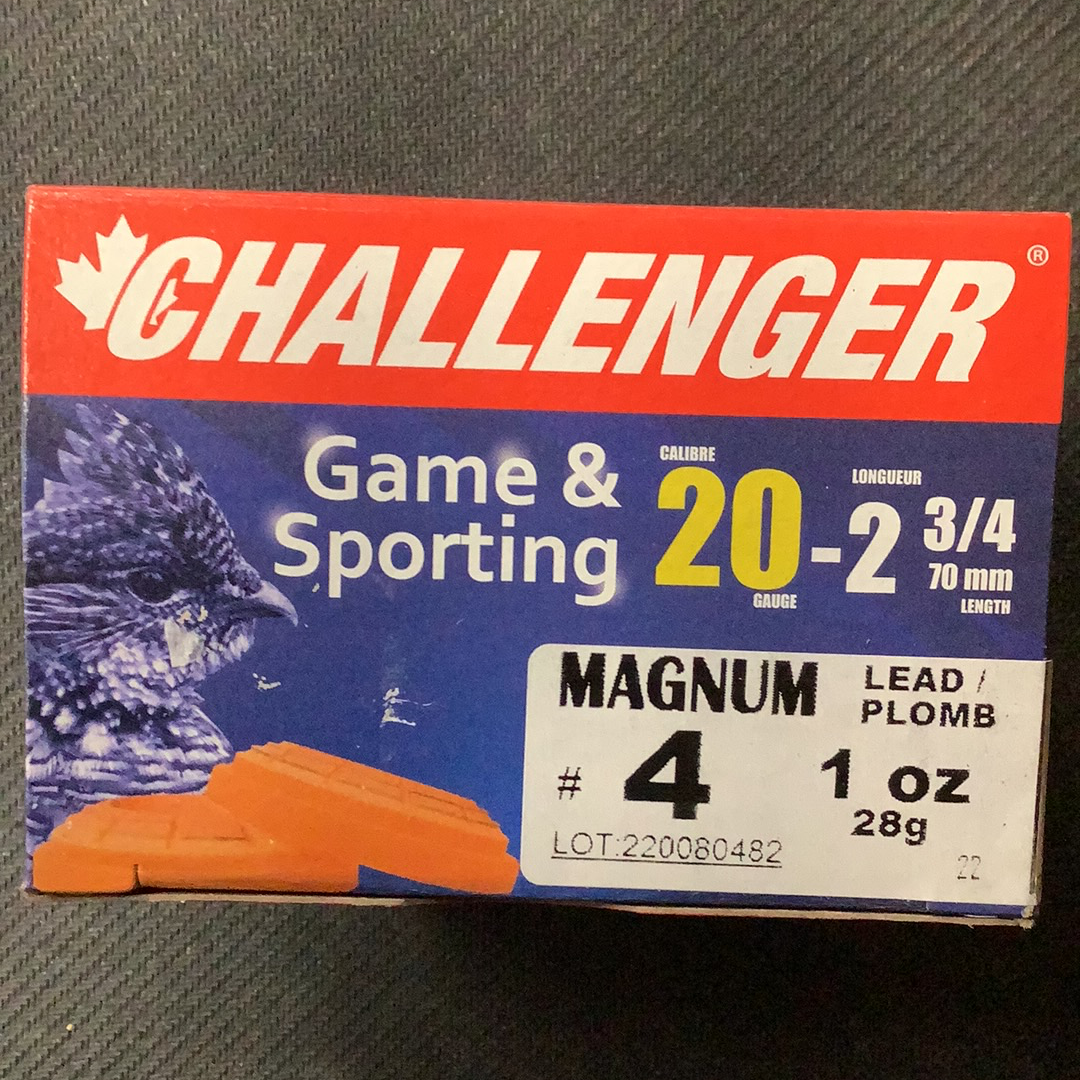 CHALLENGER®
Game &
Sporting
CALIBRE
20
GAUGE
-
LONGUEUR
2 3/4
70 mm
LENGTH
MAGNUM
LEAD /
PLOMB
# 4
1 oz
28g
LOT:220080482
22